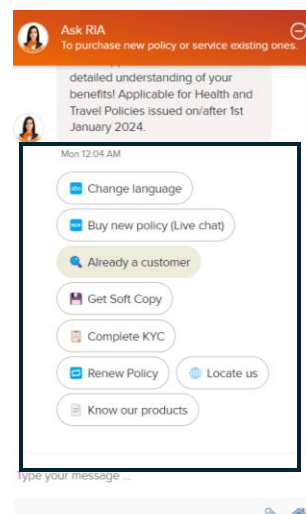 Ask RIA
To purchase new policy or service existing ones.
detailed understanding of your
benefits! Applicable for Health and
Travel Policies issued on/after 1st
January 2024.
Mon 12:04 AM
Change language
Buy new policy (Live chat)
Already a customer
Get Soft Copy
Complete KYC
Renew Policy
Locate us
Know our products
Type your message ...